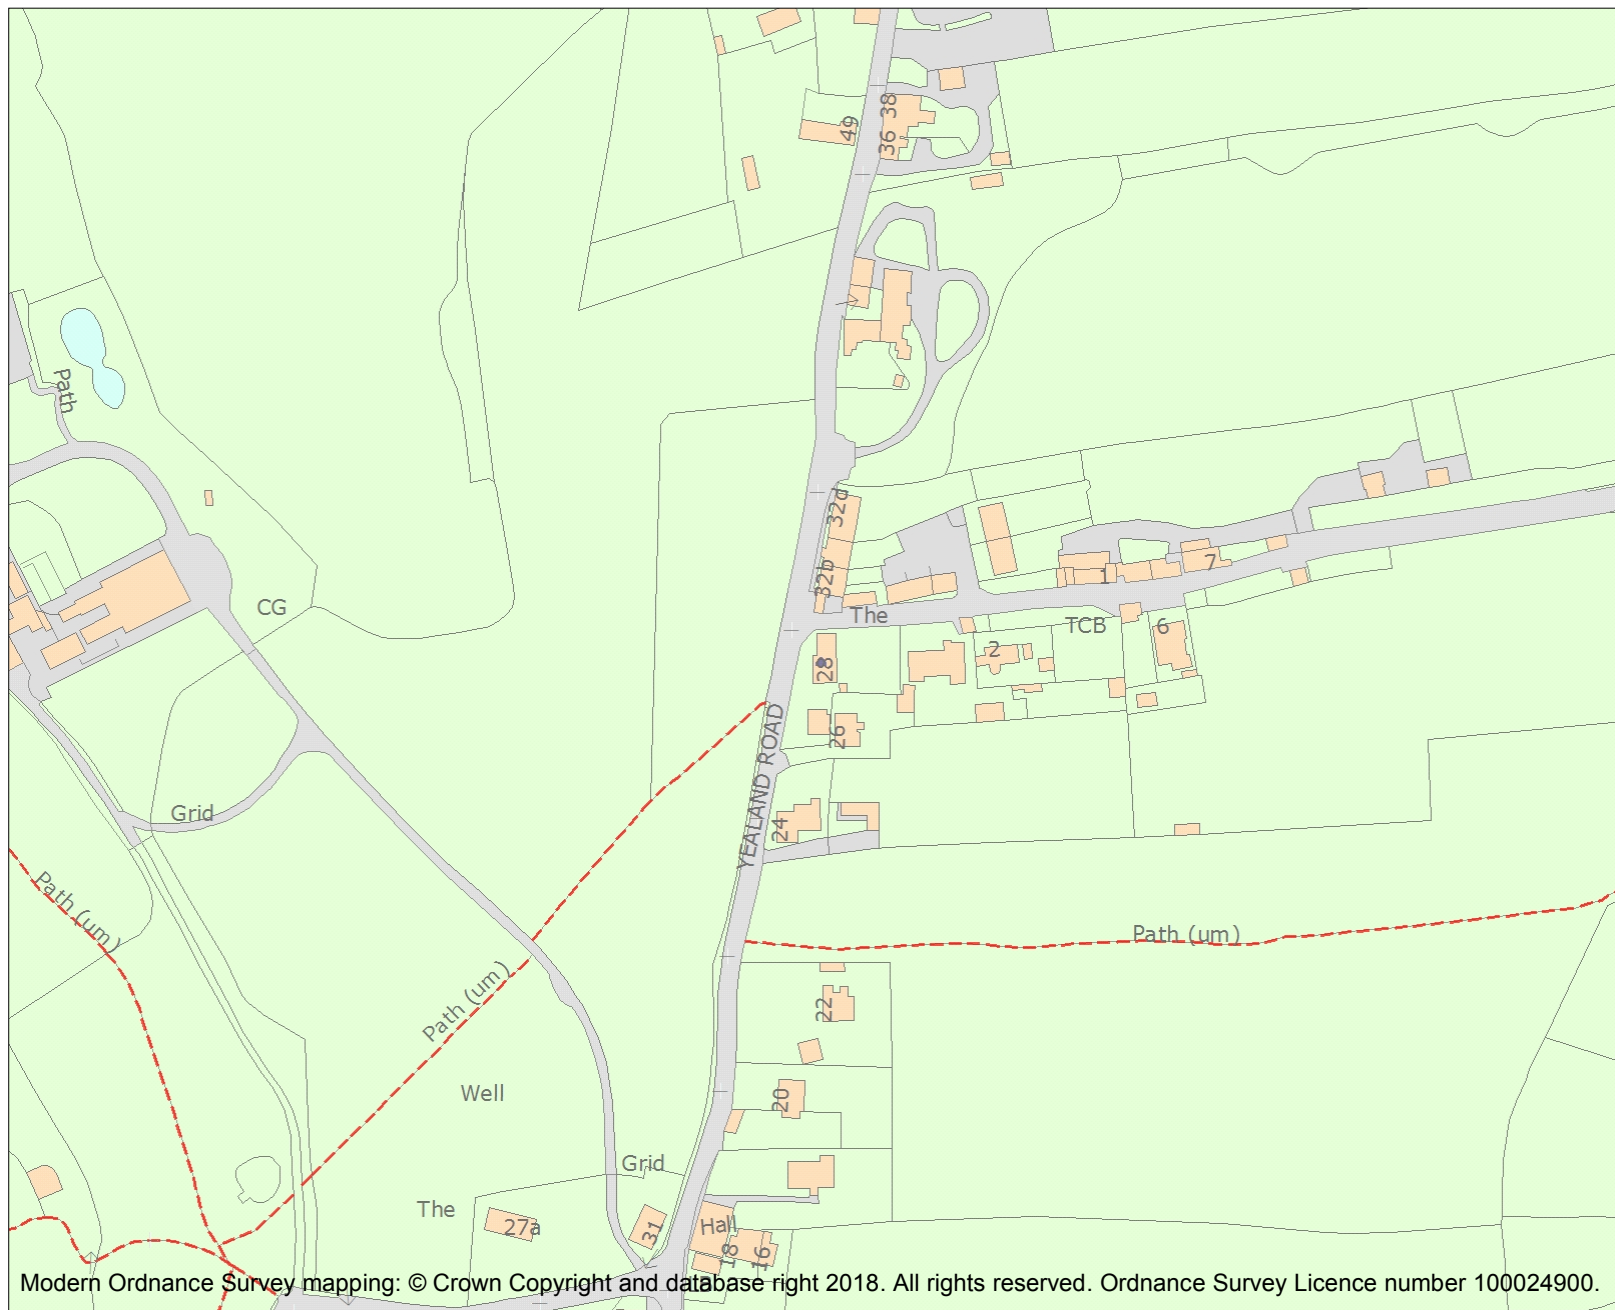 38
49
36
Path
32d
7
1
32b
CG
The
TCB
6
2
28
26
YEALAND ROAD
Grid
24
Path (um)
Path (um)
Path (um)
22
Well
20
Grid
The
27a
31
Hall
18
16
Modern Ordnance Survey mapping: © Crown Copyright and database right 2018. All rights reserved. Ordnance Survey Licence number 100024900.